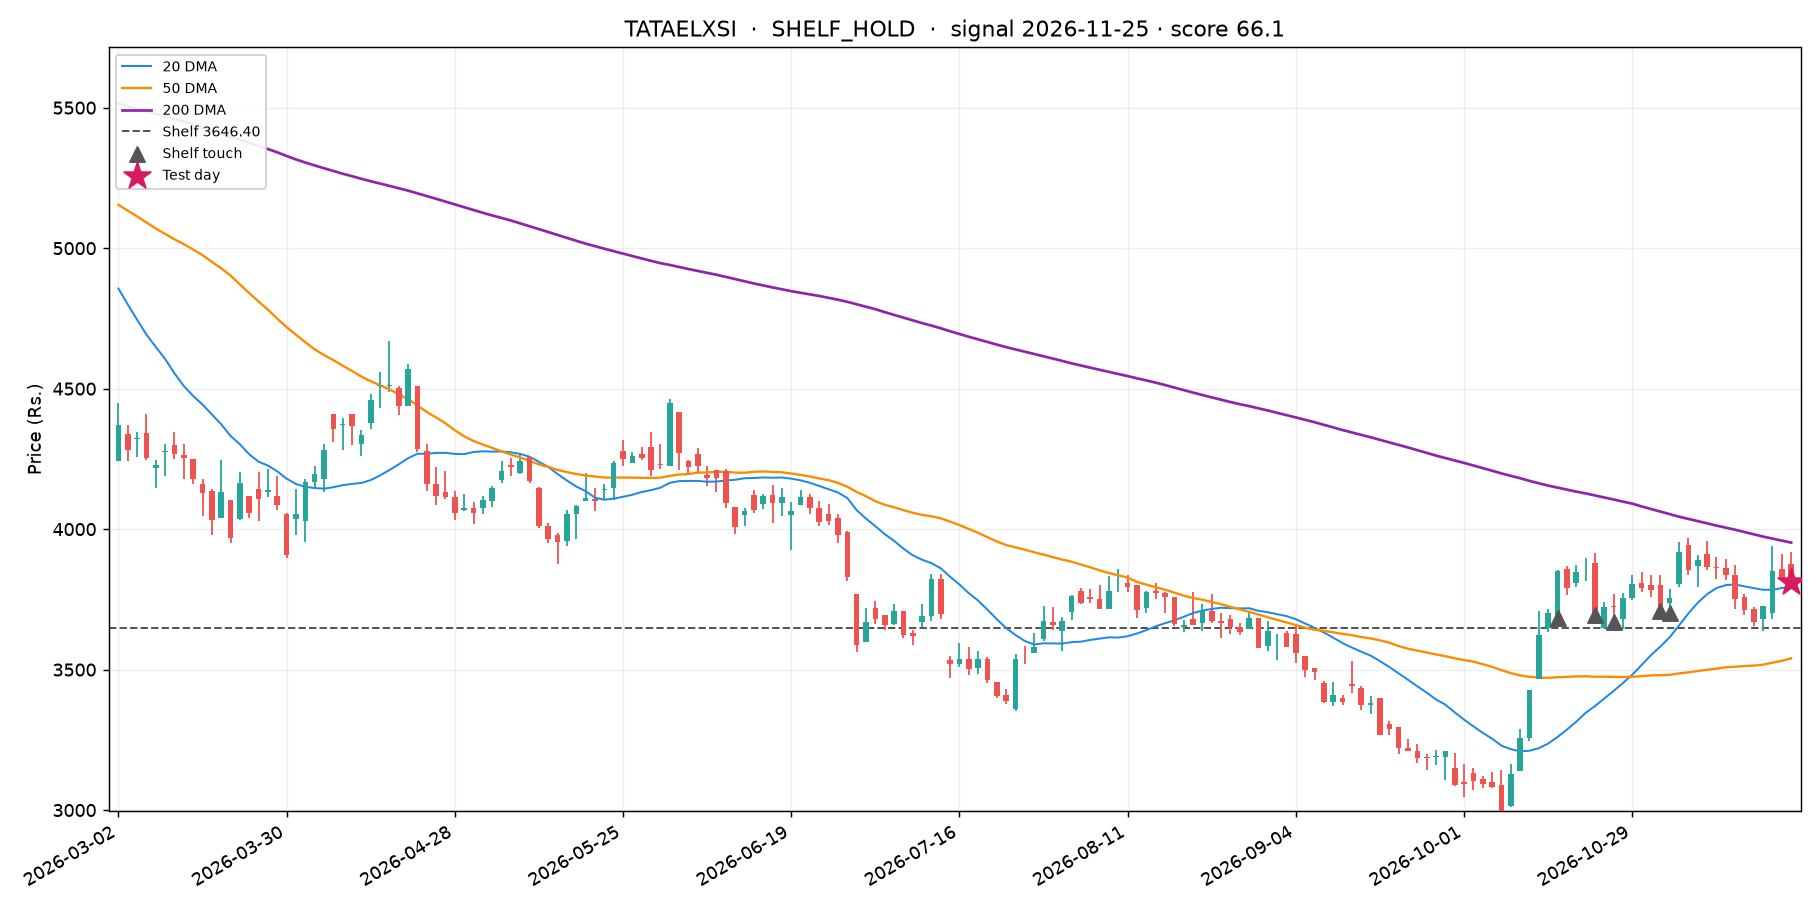 TATAELXSI · SHELF_HOLD · signal 2026-11-25 · score 66.1
20 DMA
50 DMA
200 DMA
Shelf 3646.40
Shelf touch
Test day
Price (Rs.)
5500
5000
4500
4000
3500
3000
2026-03-02
2026-03-30
2026-04-28
2026-05-25
2026-06-19
2026-07-16
2026-08-11
2026-09-04
2026-10-01
2026-10-29